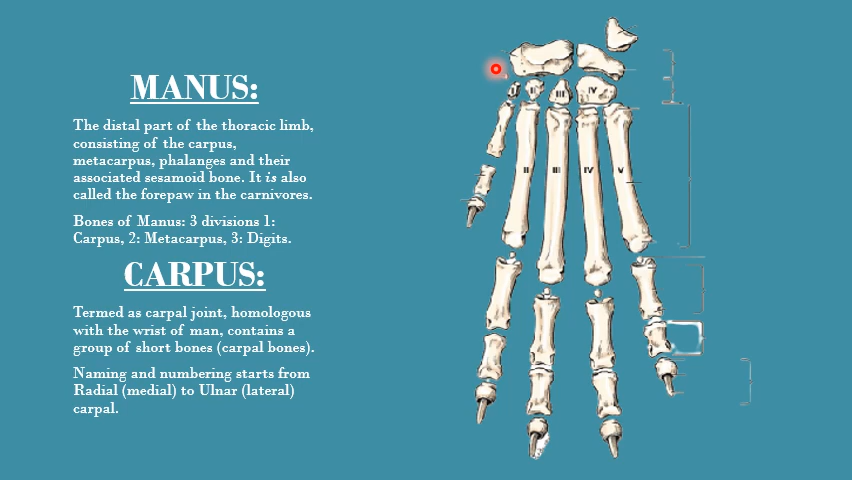 MANUS:
The distal part of the thoracic limb,
consisting of the carpus,
metacarpus, phalanges and their
associated sesamoid bone. It is also
called the forepaw in the carnivores.
Bones of Manus: 3 divisions 1:
Carpus, 2: Metacarpus, 3: Digits.
CARPUS:
Termed as carpal joint, homologous
with the wrist of man, contains a
group of short bones (carpal bones).
Naming and numbering starts from
Radial (medial) to Ulnar (lateral)
carpal.
I II III IV
II III IV V